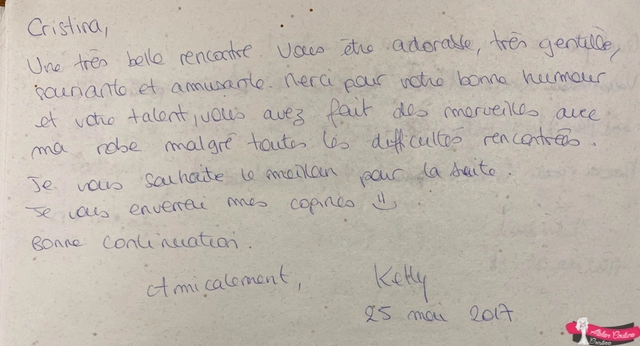 Cristina,
Une très belle rencontre vous être adorable, très gentille,
souriante et amusante. Merci pour votre bonne humeur
et votre talent, vous avez fait des merveilles avec
ma robe malgré toutes les difficultés rencontrées.
Je vous souhaite le meilleur pour la suite.
Je vous enverrai mes copines :)
Bonne continuation.
Amicalement, Kelly
25 mai 2017
Atelier Couture